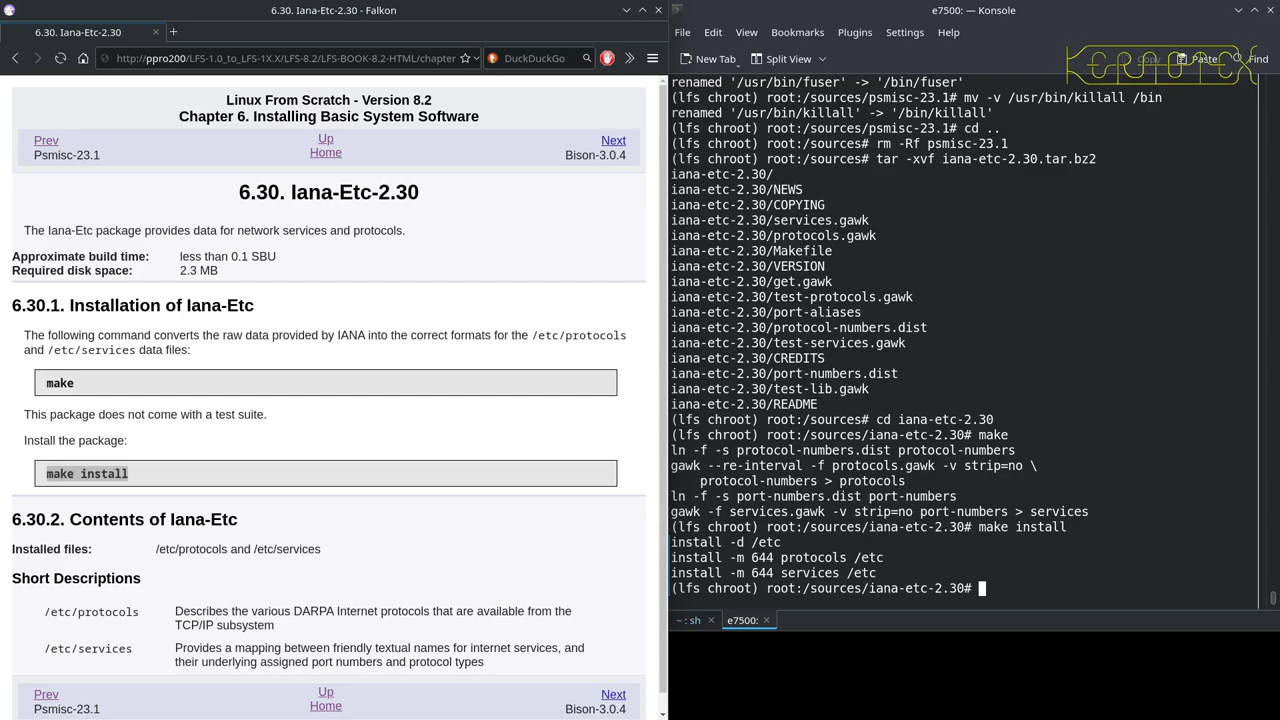 6.30. Iana-Etc-2.30 - Falkon
6.30. Iana-Etc-2.30
http://ppro200/LFS-1.0_to_LFS-1X.X/LFS-8.2/LFS-BOOK-8.2-HTML/chapter
DuckDuckGo
Linux From Scratch - Version 8.2
Chapter 6. Installing Basic System Software
Prev
Up
Next
Psmisc-23.1
Home
Bison-3.0.4
6.30. Iana-Etc-2.30
The Iana-Etc package provides data for network services and protocols.
Approximate build time: less than 0.1 SBU
Required disk space: 2.3 MB
6.30.1. Installation of Iana-Etc
The following command converts the raw data provided by IANA into the correct formats for the /etc/protocols
and /etc/services data files:
make
This package does not come with a test suite.
Install the package:
make install
6.30.2. Contents of Iana-Etc
Installed files: /etc/protocols and /etc/services
Short Descriptions
/etc/protocols Describes the various DARPA Internet protocols that are available from the
TCP/IP subsystem
/etc/services Provides a mapping between friendly textual names for internet services, and
their underlying assigned port numbers and protocol types
Prev
Up
Next
Psmisc-23.1
Home
Bison-3.0.4
e7500: — Konsole
File Edit View Bookmarks Plugins Settings Help
New Tab Split View Copy Paste Find
renamed '/usr/bin/fuser' -> '/bin/fuser'
(lfs chroot) root:/sources/psmisc-23.1# mv -v /usr/bin/killall /bin
renamed '/usr/bin/killall' -> '/bin/killall'
(lfs chroot) root:/sources/psmisc-23.1# cd ..
(lfs chroot) root:/sources# rm -Rf psmisc-23.1
(lfs chroot) root:/sources# tar -xvf iana-etc-2.30.tar.bz2
iana-etc-2.30/
iana-etc-2.30/NEWS
iana-etc-2.30/COPYING
iana-etc-2.30/services.gawk
iana-etc-2.30/protocols.gawk
iana-etc-2.30/Makefile
iana-etc-2.30/VERSION
iana-etc-2.30/get.gawk
iana-etc-2.30/test-protocols.gawk
iana-etc-2.30/port-aliases
iana-etc-2.30/protocol-numbers.dist
iana-etc-2.30/test-services.gawk
iana-etc-2.30/CREDITS
iana-etc-2.30/port-numbers.dist
iana-etc-2.30/test-lib.gawk
iana-etc-2.30/README
(lfs chroot) root:/sources# cd iana-etc-2.30
(lfs chroot) root:/sources/iana-etc-2.30# make
ln -f -s protocol-numbers.dist protocol-numbers
gawk --re-interval -f protocols.gawk -v strip=no \
protocol-numbers > protocols
ln -f -s port-numbers.dist port-numbers
gawk -f services.gawk -v strip=no port-numbers > services
(lfs chroot) root:/sources/iana-etc-2.30# make install
install -d /etc
install -m 644 protocols /etc
install -m 644 services /etc
(lfs chroot) root:/sources/iana-etc-2.30#
~ : sh
e7500: